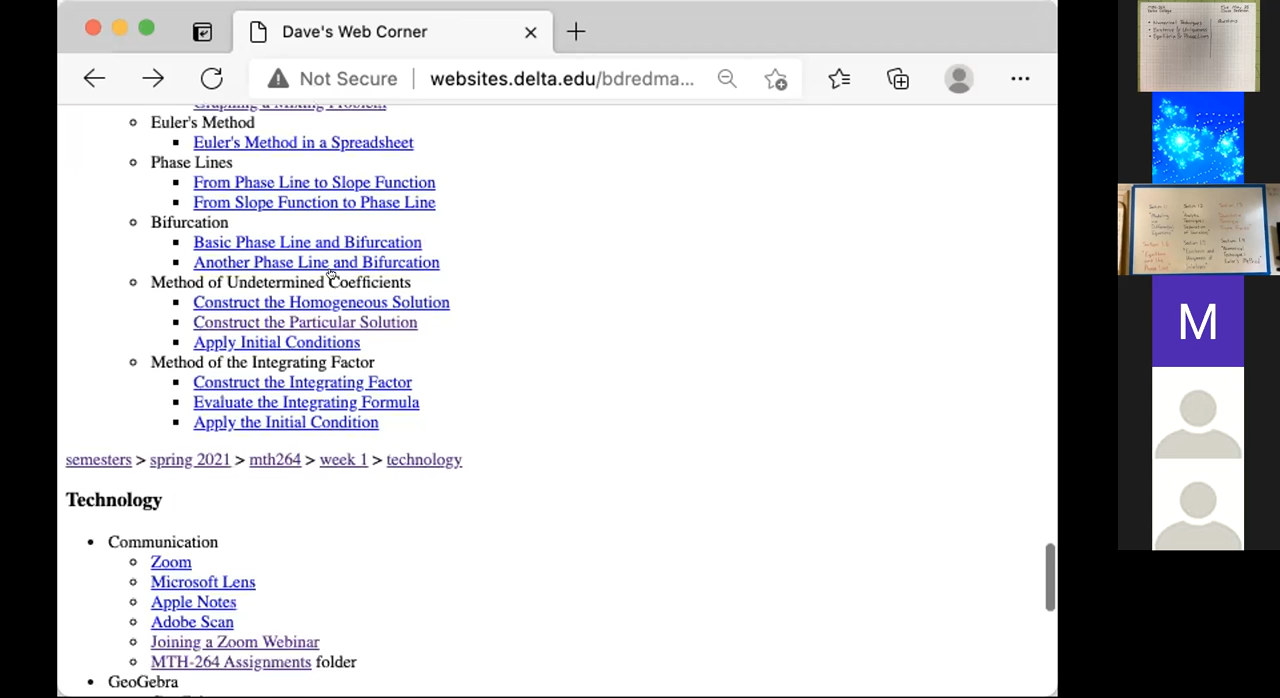 Dave's Web Corner
Not Secure
websites.delta.edu/bdredma...
Graphing a Mixing Problem
Euler's Method
Euler's Method in a Spreadsheet
Phase Lines
From Phase Line to Slope Function
From Slope Function to Phase Line
Bifurcation
Basic Phase Line and Bifurcation
Another Phase Line and Bifurcation
Method of Undetermined Coefficients
Construct the Homogeneous Solution
Construct the Particular Solution
Apply Initial Conditions
Method of the Integrating Factor
Construct the Integrating Factor
Evaluate the Integrating Formula
Apply the Initial Condition
semesters > spring 2021 > mth264 > week 1 > technology
Technology
Communication
Zoom
Microsoft Lens
Apple Notes
Adobe Scan
Joining a Zoom Webinar
MTH-264 Assignments folder
GeoGebra
M